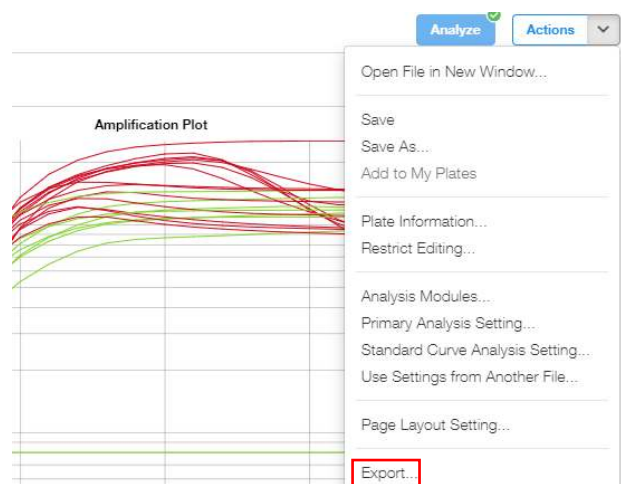 Analyze
Actions
Open File in New Window...
Amplification Plot
Save
Save As...
Add to My Plates
Plate Information...
Restrict Editing...
Analysis Modules...
Primary Analysis Setting...
Standard Curve Analysis Setting...
Use Settings from Another File...
Page Layout Setting...
Export...